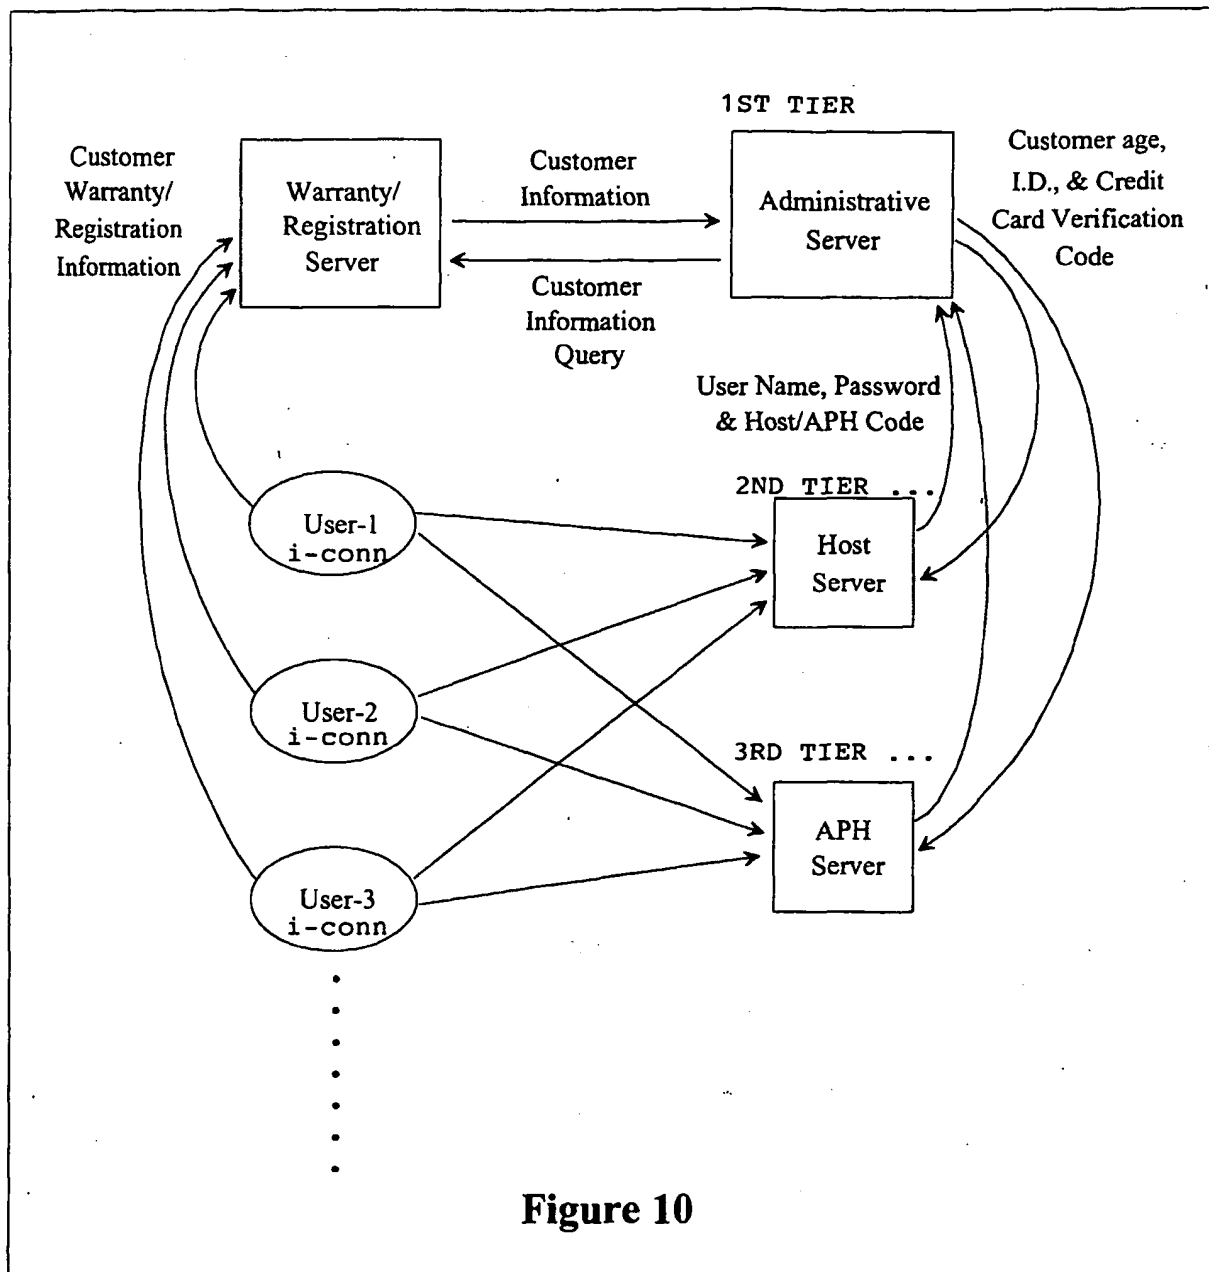 1ST TIER
Customer
Warranty/
Registration
Information
Warranty/
Registration
Server
Customer
Information
Customer
Information
Query
Administrative
Server
Customer age,
I.D., & Credit
Card Verification
Code
User Name, Password
& Host/APH Code
2ND TIER ...
User-1
i-conn
Host
Server
User-2
i-conn
3RD TIER ...
APH
Server
User-3
i-conn
Figure 10